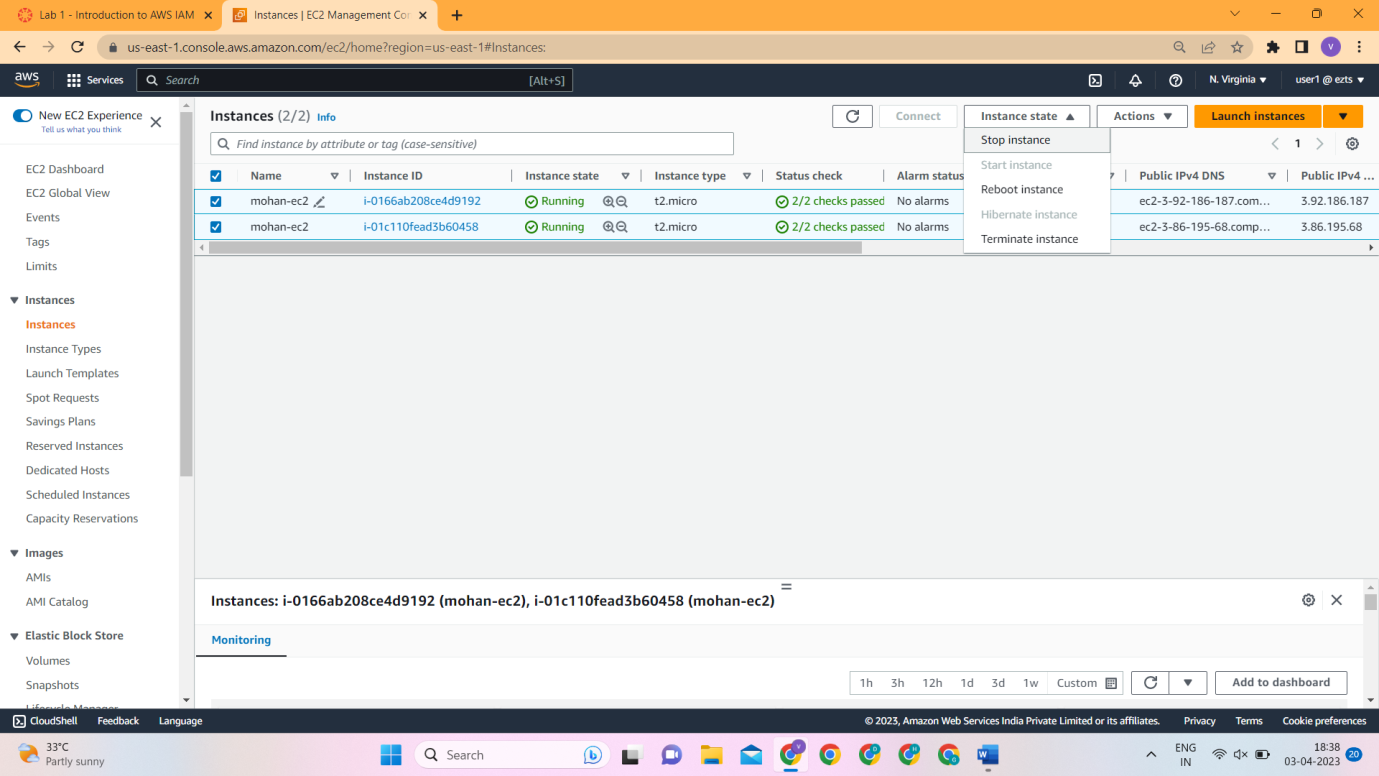 Lab 1 - Introduction to AWS IAM
Instances | EC2 Management Con
us-east-1.console.aws.amazon.com/ec2/home?region=us-east-1#Instances:
V
aws
Services
Search [Alt+S]
N. Virginia
user1 @ ezts
New EC2 Experience
Tell us what you think
EC2 Dashboard
EC2 Global View
Events
Tags
Limits
Instances
Instances
Instance Types
Launch Templates
Spot Requests
Savings Plans
Reserved Instances
Dedicated Hosts
Scheduled Instances
Capacity Reservations
Images
AMIs
AMI Catalog
Elastic Block Store
Volumes
Snapshots
Lifecycle Manager
Instances (2/2) Info
Connect
Instance state
Actions
Launch instances
Find instance by attribute or tag (case-sensitive)
1
Stop instance
Start instance
Reboot instance
Hibernate instance
Terminate instance
Name Instance ID Instance state Instance type Status check Alarm status Public IPv4 DNS Public IPv4 ...
mohan-ec2 i-0166ab208ce4d9192 Running t2.micro 2/2 checks passed No alarms ec2-3-92-186-187.com... 3.92.186.187
mohan-ec2 i-01c110fead3b60458 Running t2.micro 2/2 checks passed No alarms ec2-3-86-195-68.comp... 3.86.195.68
Instances: i-0166ab208ce4d9192 (mohan-ec2), i-01c110fead3b60458 (mohan-ec2)
Monitoring
1h 3h 12h 1d 3d 1w Custom
Add to dashboard
CloudShell Feedback Language
© 2023, Amazon Web Services India Private Limited or its affiliates. Privacy Terms Cookie preferences
33°C
Partly sunny
Search
ENG
IN
18:38
03-04-2023
20